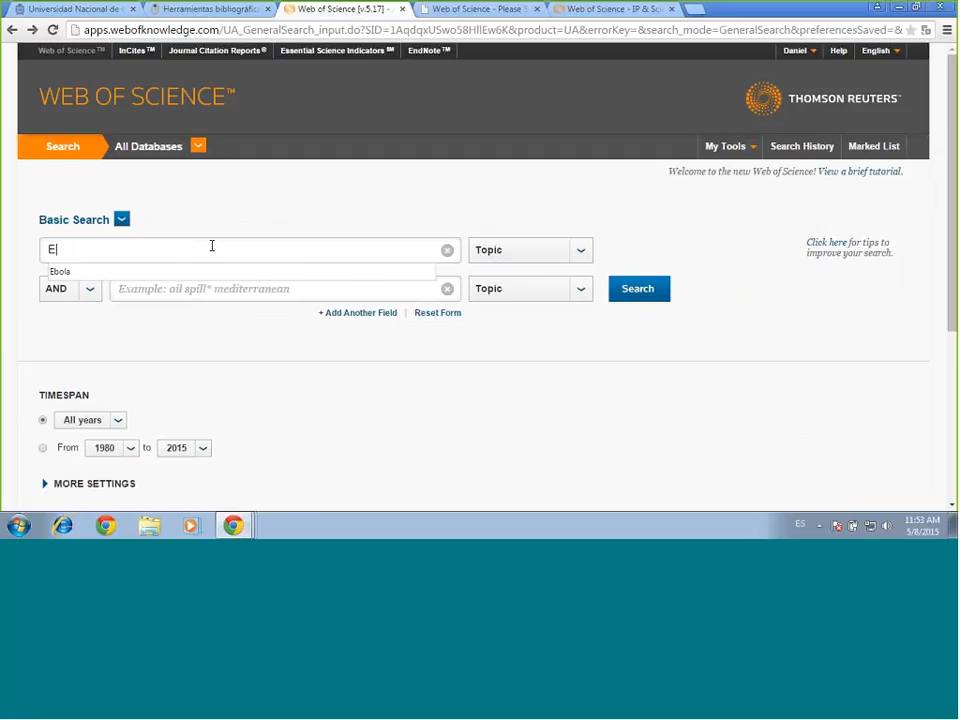 Universidad Nacional de
Herramientas bibliográfic
Web of Science [v.5.17] -
Web of Science - Please S
Web of Science - IP & Sci
apps.webofknowledge.com/UA_GeneralSearch_input.do?SID=1AqdqxUSwo58HllEw6K&product=UA&errorKey=&search_mode=GeneralSearch&preferencesSaved=&
Web of Science™ InCites™ Journal Citation Reports® Essential Science Indicators℠ EndNote™ Daniel Help English
WEB OF SCIENCE™
THOMSON REUTERS™
Search All Databases My Tools Search History Marked List
Welcome to the new Web of Science! View a brief tutorial.
Basic Search
E
Topic
Click here for tips to
improve your search.
Ebola
AND Example: oil spill* mediterranean Topic Search
+ Add Another Field | Reset Form
TIMESPAN
All years
From 1980 to 2015
MORE SETTINGS
ES
11:53 AM
5/8/2015